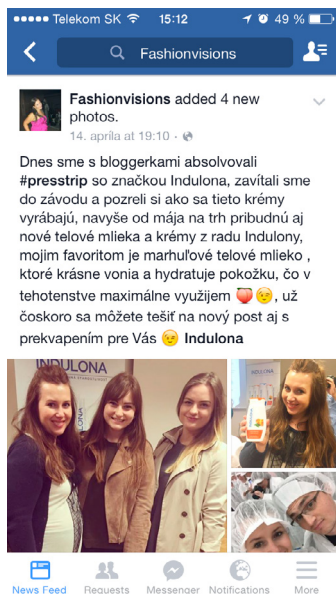 Telekom SK 15:12 49 %
Fashionvisions
Fashionvisions added 4 new
photos.
14. apríla at 19:10 ·
Dnes sme s bloggerkami absolvovali
#presstrip so značkou Indulona, zavítali sme
do závodu a pozreli si ako sa tieto krémy
vyrábajú, navyše od mája na trh pribudnú aj
nové telové mlieka a krémy z radu Indulony,
mojim favoritom je marhuľové telové mlieko ,
ktoré krásne vonia a hydratuje pokožku, čo v
tehotenstve maximálne využijem 🍑😉, už
čoskoro sa môžete tešiť na nový post aj s
prekvapením pre Vás 😉 Indulona
INDULONA
News Feed Requests Messenger Notifications More